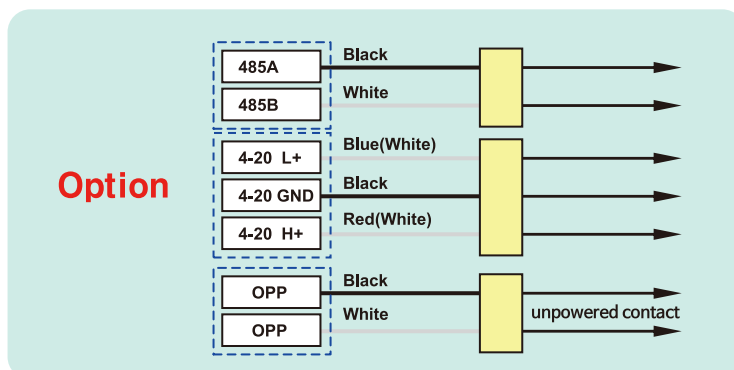 Black
485A
White
485B
Blue(White)
4-20 L+
Option
Black
4-20 GND
Red(White)
4-20 H+
Black
OPP
White
unpowered contact
OPP